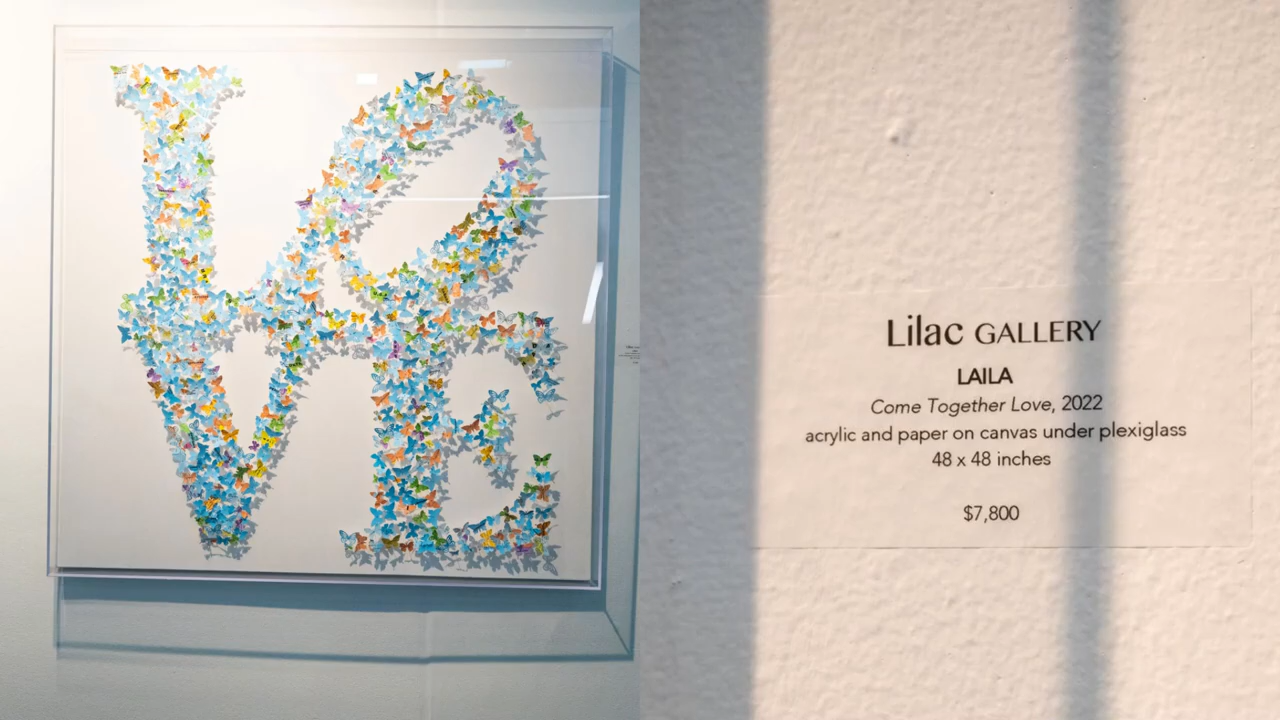 LOVE
Lilac GALLERY
LAILA
Come Together Love, 2022
acrylic and paper on canvas under plexiglass
48 x 48 inches
$7,800